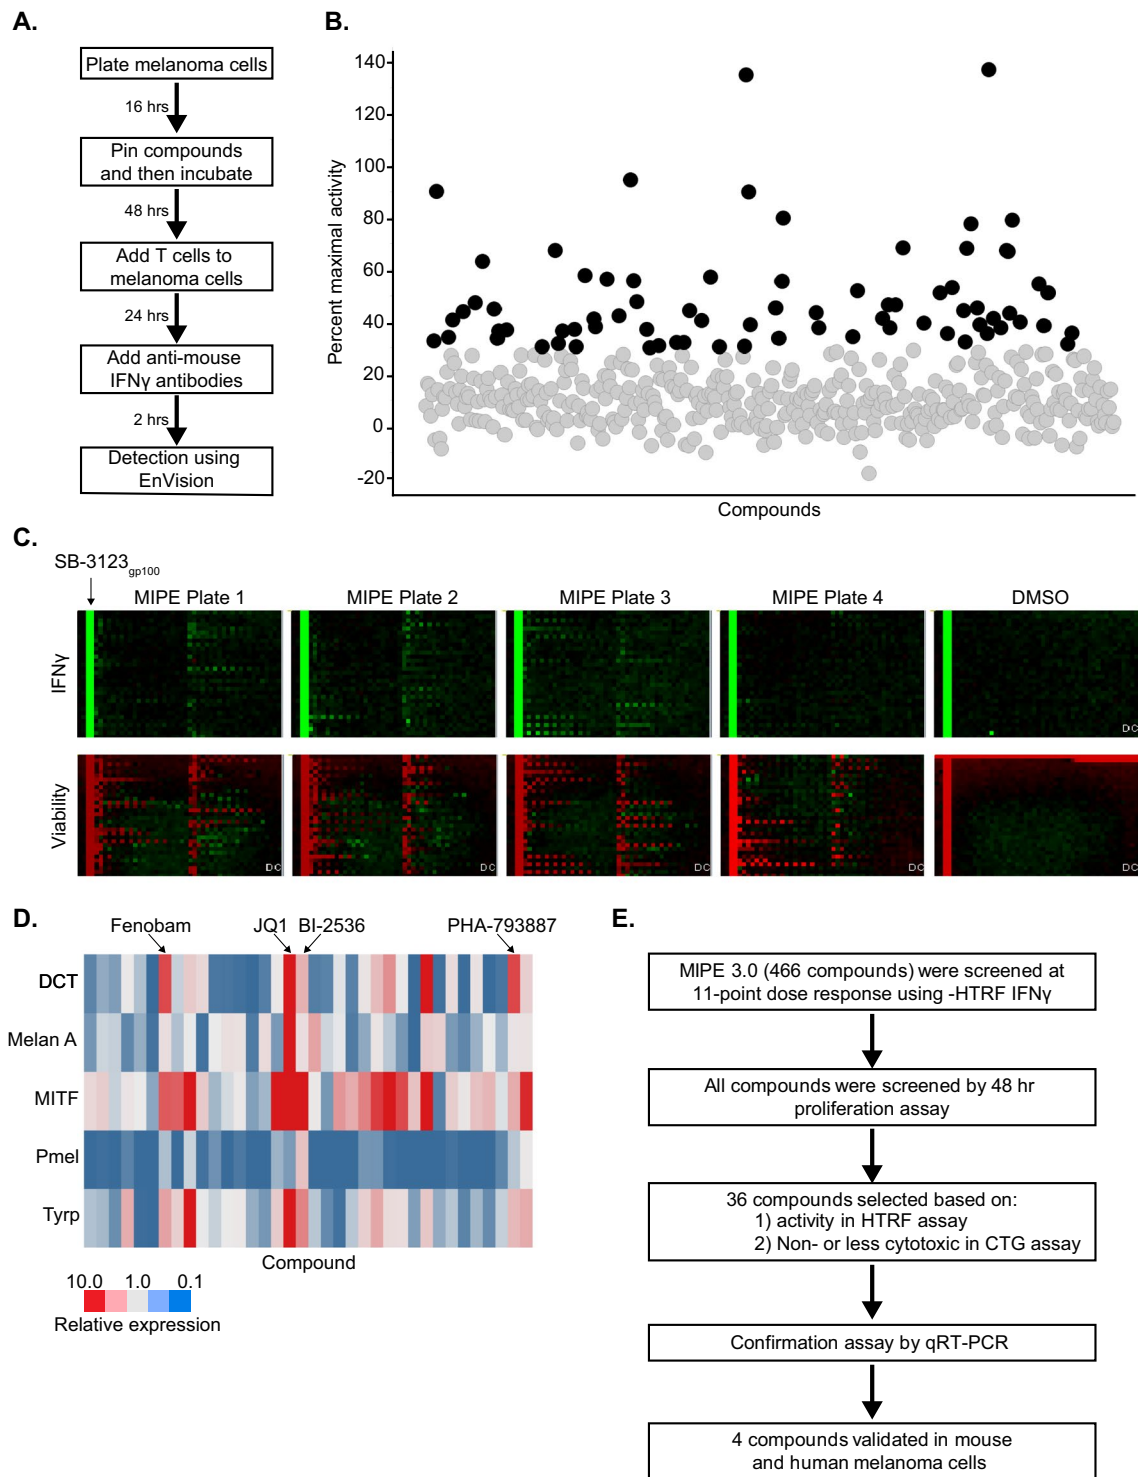 A.
Plate melanoma cells
16 hrs
Pin compounds
and then incubate
48 hrs
Add T cells to
melanoma cells
24 hrs
Add anti-mouse
IFNγ antibodies
2 hrs
Detection using
EnVision
B.
Percent maximal activity
140
120
100
80
60
40
20
0
-20
Compounds
C.
SB-3123gp100
MIPE Plate 1
MIPE Plate 2
MIPE Plate 3
MIPE Plate 4
DMSO
IFNγ
DC
Viability
DC
DC
DC
DC
DC
D.
Fenobam
JQ1
BI-2536
PHA-793887
DCT
Melan A
MITF
Pmel
Tyrp
Compound
10.0
1.0
0.1
Relative expression
E.
MIPE 3.0 (466 compounds) were screened at
11-point dose response using -HTRF IFNγ
All compounds were screened by 48 hr
proliferation assay
36 compounds selected based on:
1) activity in HTRF assay
2) Non- or less cytotoxic in CTG assay
Confirmation assay by qRT-PCR
4 compounds validated in mouse
and human melanoma cells